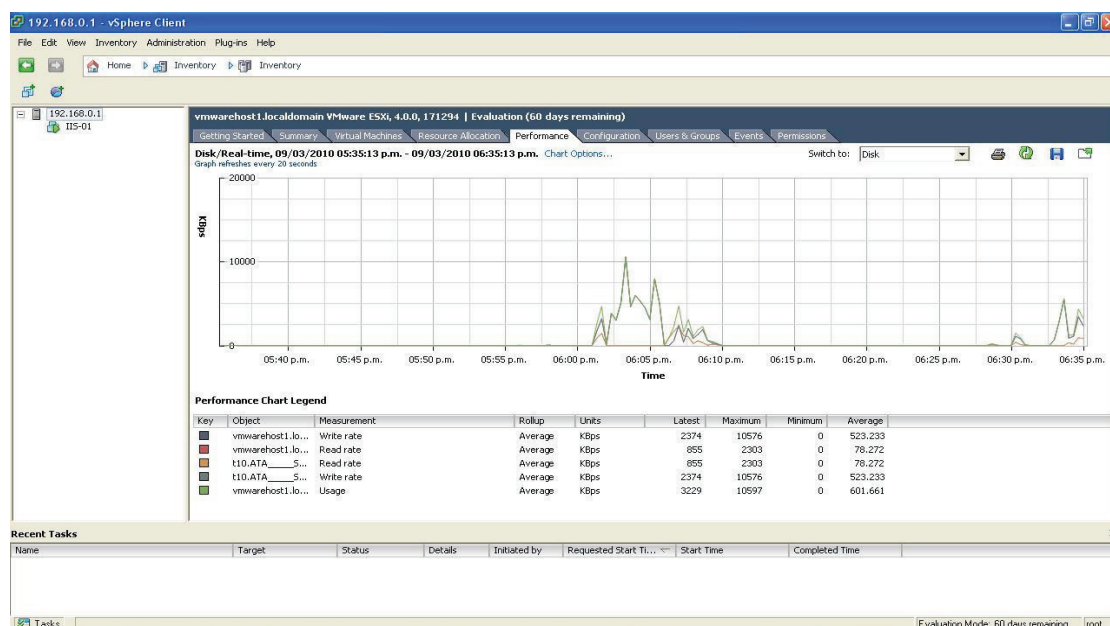 192.168.0.1 - vSphere Client
File Edit View Inventory Administration Plug-ins Help
Home Inventory Inventory
192.168.0.1
IIS-01
vmwarehost1.localdomain VMware ESXi, 4.0.0, 171294 | Evaluation (60 days remaining)
Getting Started Summary Virtual Machines Resource Allocation Performance Configuration Users & Groups Events Permissions
Disk/Real-time, 09/03/2010 05:35:13 p.m. - 09/03/2010 06:35:13 p.m. Chart Options...
Switch to: Disk
Graph refreshes every 20 seconds
20000
KBps
10000
0
05:40 p.m. 05:45 p.m. 05:50 p.m. 05:55 p.m. 06:00 p.m. 06:05 p.m. 06:10 p.m. 06:15 p.m. 06:20 p.m. 06:25 p.m. 06:30 p.m. 06:35 p.m.
Time
Performance Chart Legend
Key Object Measurement Rollup Units Latest Maximum Minimum Average
vmwarehost1.lo... Write rate Average KBps 2374 10576 0 523.233
vmwarehost1.lo... Read rate Average KBps 855 2303 0 78.272
t10.ATA_____S... Read rate Average KBps 855 2303 0 78.272
t10.ATA_____S... Write rate Average KBps 2374 10576 0 523.233
vmwarehost1.lo... Usage Average KBps 3229 10597 0 601.661
Recent Tasks
Name Target Status Details Initiated by Requested Start Ti... Start Time Completed Time
Tasks Evaluation Mode: 60 days remaining root